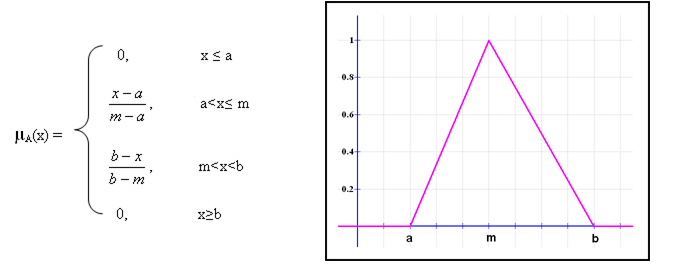 0, x ≤ a
x – a
m – a , a<x≤ m
μA(x) =
b – x
b – m , m<x<b
0, x≥b
1
0.8
0.6
0.4
0.2
a m b